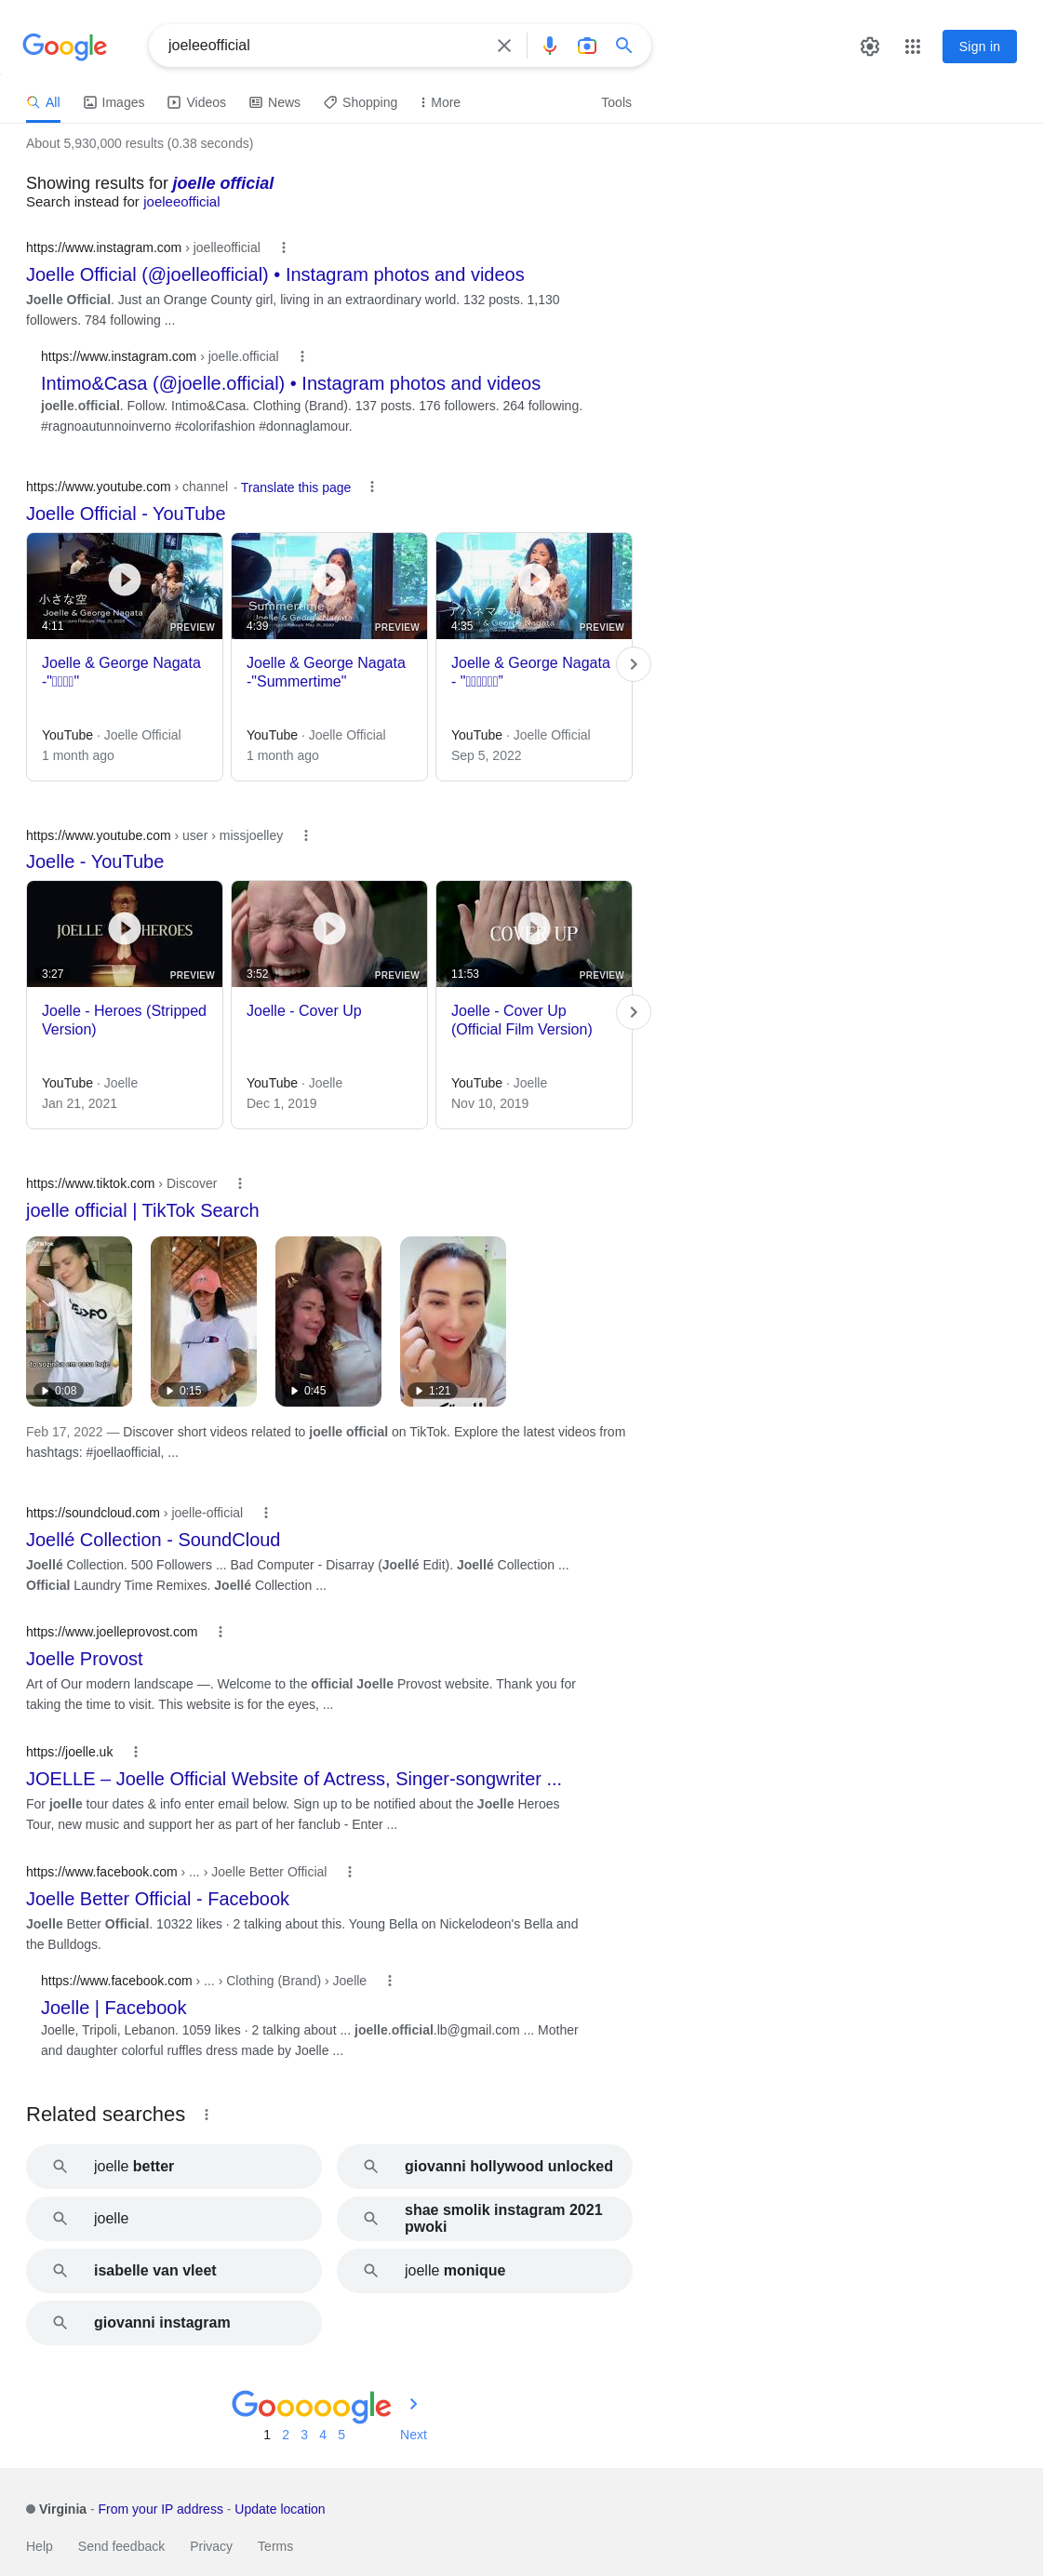 Google
joeleeofficial
Sign in
All
Images
Videos
News
Shopping
More
Tools
About 5,930,000 results (0.38 seconds)
Showing results for joelle official
Search instead for joeleeofficial
https://www.instagram.com › joelleofficial
Joelle Official (@joelleofficial) • Instagram photos and videos
Joelle Official. Just an Orange County girl, living in an extraordinary world. 132 posts. 1,130
followers. 784 following ...
https://www.instagram.com › joelle.official
Intimo&Casa (@joelle.official) • Instagram photos and videos
joelle.official. Follow. Intimo&Casa. Clothing (Brand). 137 posts. 176 followers. 264 following.
#ragnoautunnoinverno #colorifashion #donnaglamour.
https://www.youtube.com › channel · Translate this page
Joelle Official - YouTube
小さな空
Joelle & George Nagata
4:11
PREVIEW
Joelle & George Nagata
-"▯▯▯▯"
YouTube · Joelle Official
1 month ago
Summertime
Joelle & George Nagata
4:39
PREVIEW
Joelle & George Nagata
-"Summertime"
YouTube · Joelle Official
1 month ago
& George Nagata
4:35
PREVIEW
Joelle & George Nagata
- "▯▯▯▯▯▯”
YouTube · Joelle Official
Sep 5, 2022
https://www.youtube.com › user › missjoelley
Joelle - YouTube
JOELLE HEROES
3:27
PREVIEW
Joelle - Heroes (Stripped
Version)
YouTube · Joelle
Jan 21, 2021
3:52
PREVIEW
Joelle - Cover Up
YouTube · Joelle
Dec 1, 2019
COVER UP
11:53
PREVIEW
Joelle - Cover Up
(Official Film Version)
YouTube · Joelle
Nov 10, 2019
https://www.tiktok.com › Discover
joelle official | TikTok Search
to sozinha em casa hoje
0:08
0:15
0:45
1:21
Feb 17, 2022 — Discover short videos related to joelle official on TikTok. Explore the latest videos from
hashtags: #joellaofficial, ...
https://soundcloud.com › joelle-official
Joellé Collection - SoundCloud
Joellé Collection. 500 Followers ... Bad Computer - Disarray (Joellé Edit). Joellé Collection ...
Official Laundry Time Remixes. Joellé Collection ...
https://www.joelleprovost.com
Joelle Provost
Art of Our modern landscape —. Welcome to the official Joelle Provost website. Thank you for
taking the time to visit. This website is for the eyes, ...
https://joelle.uk
JOELLE – Joelle Official Website of Actress, Singer-songwriter ...
For joelle tour dates & info enter email below. Sign up to be notified about the Joelle Heroes
Tour, new music and support her as part of her fanclub - Enter ...
https://www.facebook.com › ... › Joelle Better Official
Joelle Better Official - Facebook
Joelle Better Official. 10322 likes · 2 talking about this. Young Bella on Nickelodeon's Bella and
the Bulldogs.
https://www.facebook.com › ... › Clothing (Brand) › Joelle
Joelle | Facebook
Joelle, Tripoli, Lebanon. 1059 likes · 2 talking about ... joelle.official.lb@gmail.com ... Mother
and daughter colorful ruffles dress made by Joelle ...
Related searches
joelle better
giovanni hollywood unlocked
joelle
shae smolik instagram 2021
pwoki
isabelle van vleet
joelle monique
giovanni instagram
Gooooogle
1 2 3 4 5 Next
Virginia - From your IP address - Update location
Help Send feedback Privacy Terms